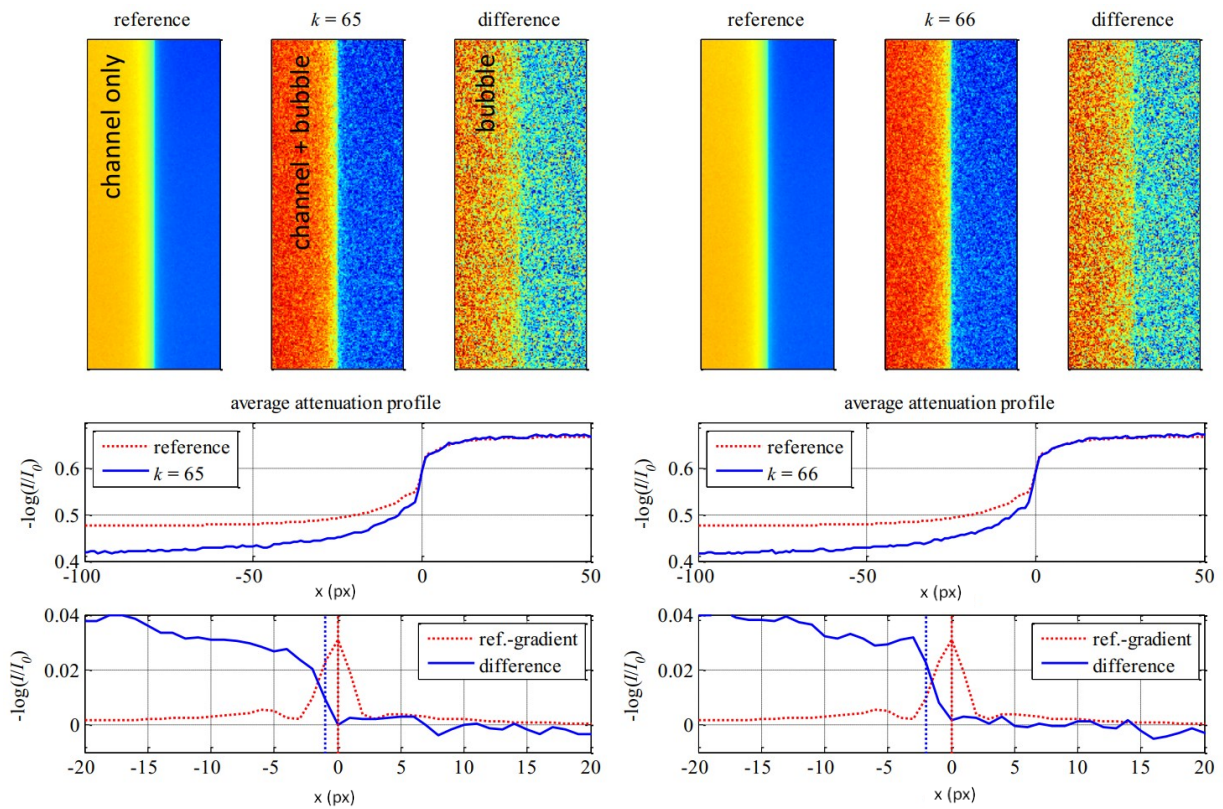 reference k = 65 difference
channel only
channel + bubble
bubble
reference k = 66 difference
average attenuation profile
-log(I/I0)
0.6
0.5
0.4
reference
k = 65
-100 -50 0 50
x (px)
average attenuation profile
-log(I/I0)
0.6
0.5
0.4
reference
k = 66
-100 -50 0 50
x (px)
-log(I/I0)
0.04
0.02
0
ref.-gradient
difference
-20 -15 -10 -5 0 5 10 15 20
x (px)
-log(I/I0)
0.04
0.02
0
ref.-gradient
difference
-20 -15 -10 -5 0 5 10 15 20
x (px)